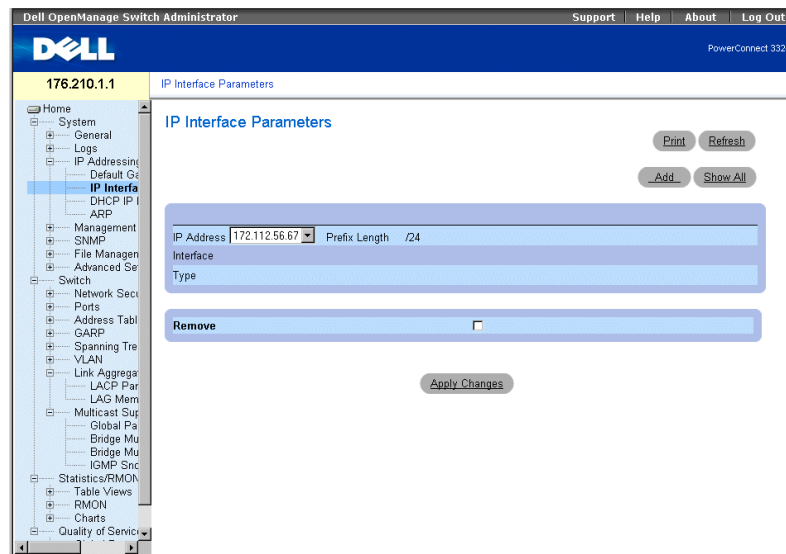 Dell OpenManage Switch Administrator
Support Help About Log Out
DELL
PowerConnect 332
176.210.1.1
IP Interface Parameters
Home
System
General
Logs
IP Addressing
Default Ga
IP Interfa
DHCP IP I
ARP
Management
SNMP
File Managen
Advanced Se
Switch
Network Secu
Ports
Address Tabl
GARP
Spanning Tre
VLAN
Link Aggrega
LACP Par
LAG Mem
Multicast Sup
Global Pa
Bridge Mu
Bridge Mu
IGMP Sno
Statistics/RMON
Table Views
RMON
Charts
Quality of Service
IP Interface Parameters
Print Refresh
Add Show All
IP Address 172.112.56.67 Prefix Length /24
Interface
Type
Remove
Apply Changes